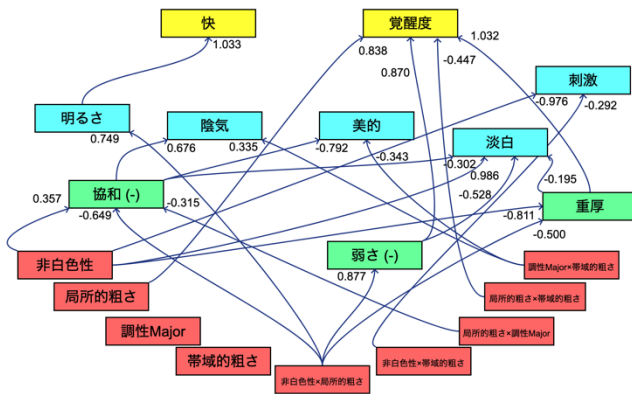 快
覚醒度
1.033
0.838
1.032
0.870
-0.447
刺激
-0.976
-0.292
明るさ
陰気
美的
淡白
0.749
0.676
0.335
-0.792
-0.343
-0.302
0.986
-0.195
-0.528
0.357
協和 (-)
-0.315
-0.649
重厚
-0.811
-0.500
弱さ (-)
0.877
非白色性
局所的粗さ
調性Major
帯域的粗さ
調性Major×帯域的粗さ
局所的粗さ×帯域的粗さ
局所的粗さ×調性Major
非白色性×帯域的粗さ
非白色性×局所的粗さ